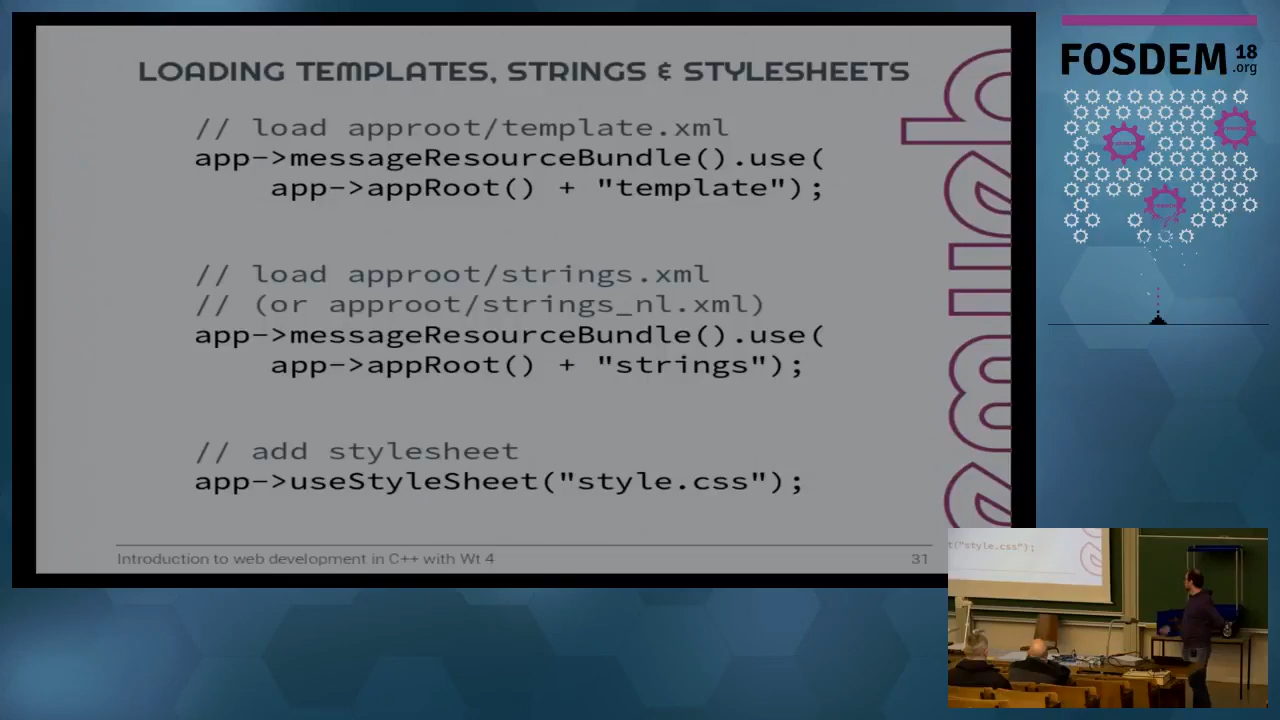 LOADING TEMPLATES, STRINGS & STYLESHEETS
// load approot/template.xml
app->messageResourceBundle().use(
app->appRoot() + "template");
// load approot/strings.xml
// (or approot/strings_nl.xml)
app->messageResourceBundle().use(
app->appRoot() + "strings");
// add stylesheet
app->useStyleSheet("style.css");
Introduction to web development in C++ with Wt 4
31
FOSDEM 18
.org
t("style.css");